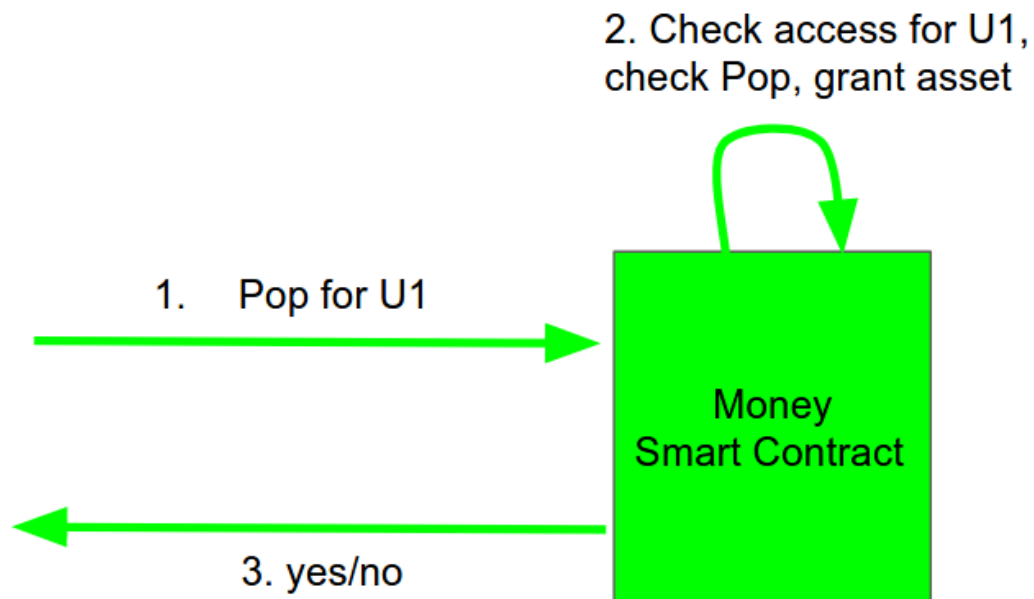 2. Check access for U1,
check Pop, grant asset
1. Pop for U1
Money
Smart Contract
3. yes/no